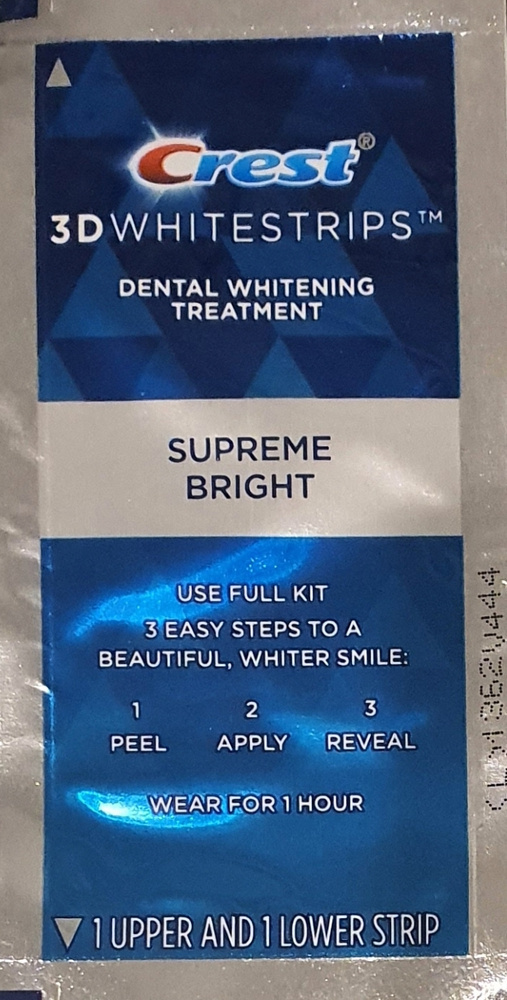 Crest®
3DWHITESTRIPS™
DENTAL WHITENING
TREATMENT
SUPREME
BRIGHT
USE FULL KIT
3 EASY STEPS TO A
BEAUTIFUL, WHITER SMILE:
1 2 3
PEEL APPLY REVEAL
WEAR FOR 1 HOUR
1 UPPER AND 1 LOWER STRIP